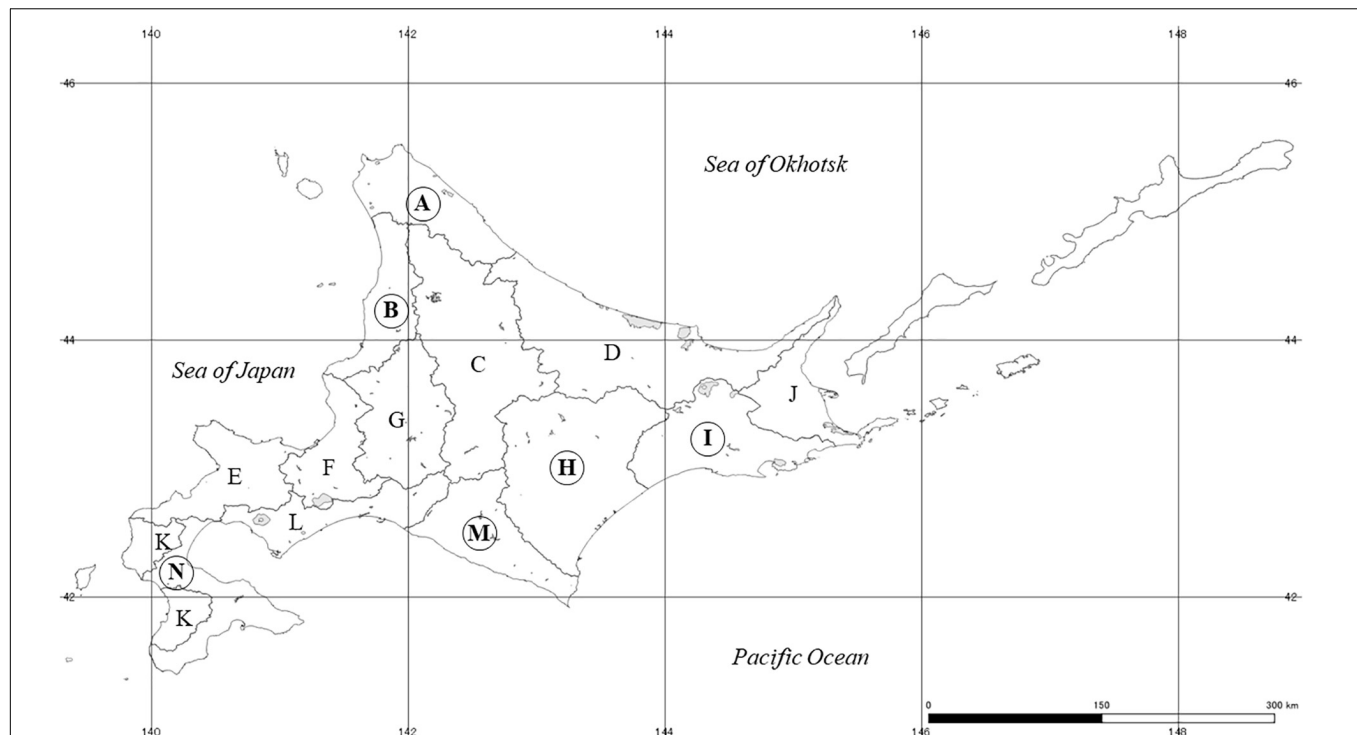 140 142 144 146 148
46 46
Sea of Okhotsk
A
B
44 44
D
C
Sea of Japan
J
G
I
F H
E
L
M
K
N
42 42
K
Pacific Ocean
0 150 300 km
140 142 144 146 148